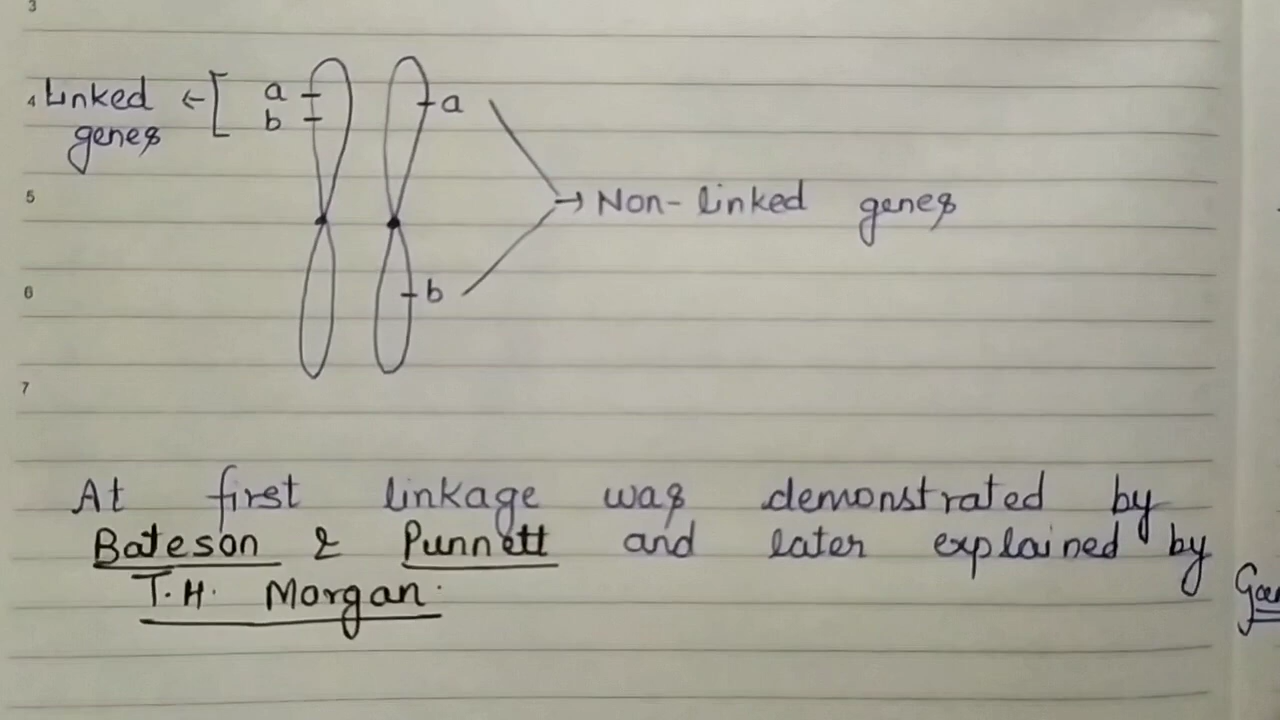 3
4 Linked ← [ a
genes b
a
5 → Non-linked genes
6 b
7
At first linkage was demonstrated by
Bateson & Punnett and later explained by
T.H. Morgan.